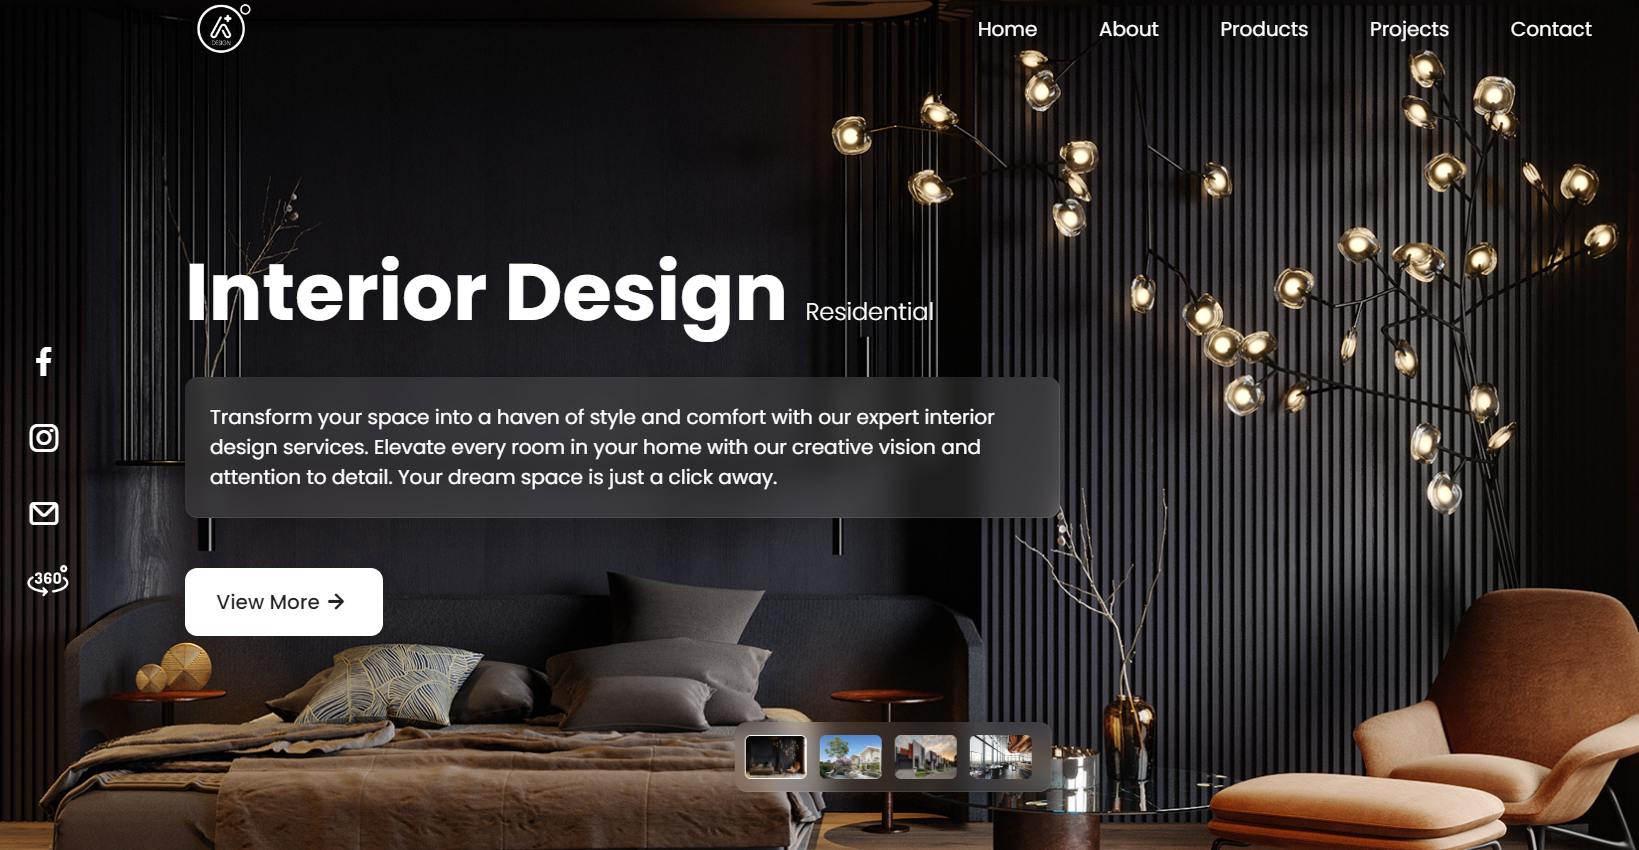 DESIGN
Home About Products Projects Contact
Interior Design Residential
Transform your space into a haven of style and comfort with our expert interior
design services. Elevate every room in your home with our creative vision and
attention to detail. Your dream space is just a click away.
360°
View More →